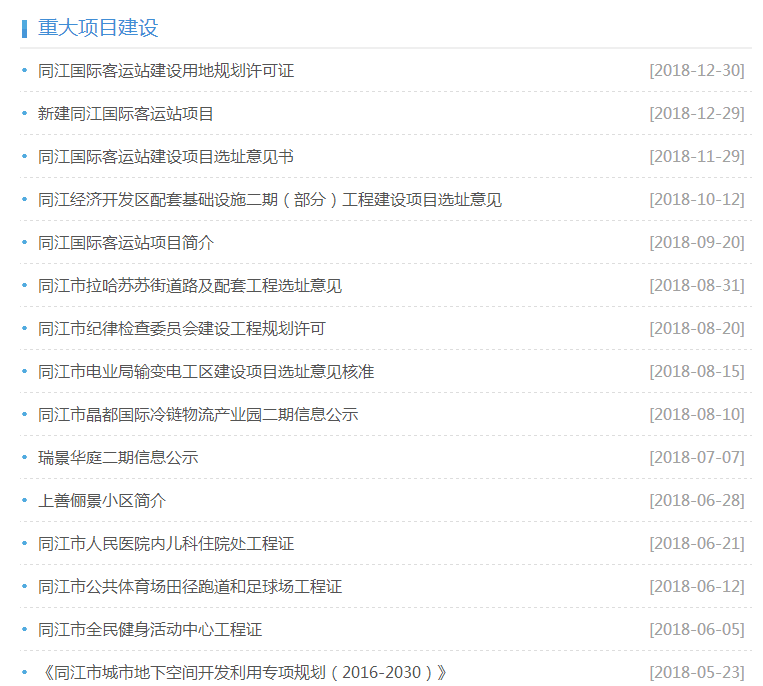 重大项目建设
同江国际客运站建设用地规划许可证 [2018-12-30]
新建同江国际客运站项目 [2018-12-29]
同江国际客运站建设项目选址意见书 [2018-11-29]
同江经济开发区配套基础设施二期（部分）工程建设项目选址意见 [2018-10-12]
同江国际客运站项目简介 [2018-09-20]
同江市拉哈苏苏街道路及配套工程选址意见 [2018-08-31]
同江市纪律检查委员会建设工程规划许可 [2018-08-20]
同江市电业局输变电工区建设项目选址意见核准 [2018-08-15]
同江市晶都国际冷链物流产业园二期信息公示 [2018-08-10]
瑞景华庭二期信息公示 [2018-07-07]
上善俪景小区简介 [2018-06-28]
同江市人民医院内儿科住院处工程证 [2018-06-21]
同江市公共体育场田径跑道和足球场工程证 [2018-06-12]
同江市全民健身活动中心工程证 [2018-06-05]
《同江市城市地下空间开发利用专项规划（2016-2030）》 [2018-05-23]